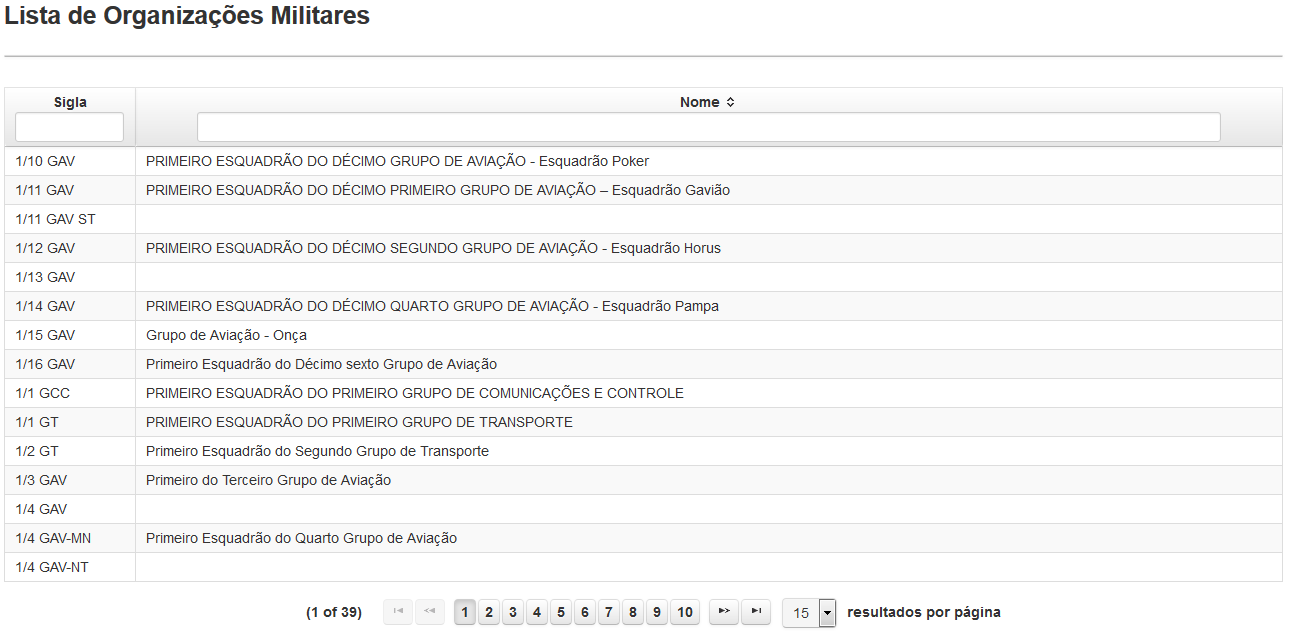 Lista de Organizações Militares
Sigla Nome
1/10 GAV PRIMEIRO ESQUADRÃO DO DÉCIMO GRUPO DE AVIAÇÃO - Esquadrão Poker
1/11 GAV PRIMEIRO ESQUADRÃO DO DÉCIMO PRIMEIRO GRUPO DE AVIAÇÃO – Esquadrão Gavião
1/11 GAV ST
1/12 GAV PRIMEIRO ESQUADRÃO DO DÉCIMO SEGUNDO GRUPO DE AVIAÇÃO - Esquadrão Horus
1/13 GAV
1/14 GAV PRIMEIRO ESQUADRÃO DO DÉCIMO QUARTO GRUPO DE AVIAÇÃO - Esquadrão Pampa
1/15 GAV Grupo de Aviação - Onça
1/16 GAV Primeiro Esquadrão do Décimo sexto Grupo de Aviação
1/1 GCC PRIMEIRO ESQUADRÃO DO PRIMEIRO GRUPO DE COMUNICAÇÕES E CONTROLE
1/1 GT PRIMEIRO ESQUADRÃO DO PRIMEIRO GRUPO DE TRANSPORTE
1/2 GT Primeiro Esquadrão do Segundo Grupo de Transporte
1/3 GAV Primeiro do Terceiro Grupo de Aviação
1/4 GAV
1/4 GAV-MN Primeiro Esquadrão do Quarto Grupo de Aviação
1/4 GAV-NT
(1 of 39) 1 2 3 4 5 6 7 8 9 10 15 resultados por página